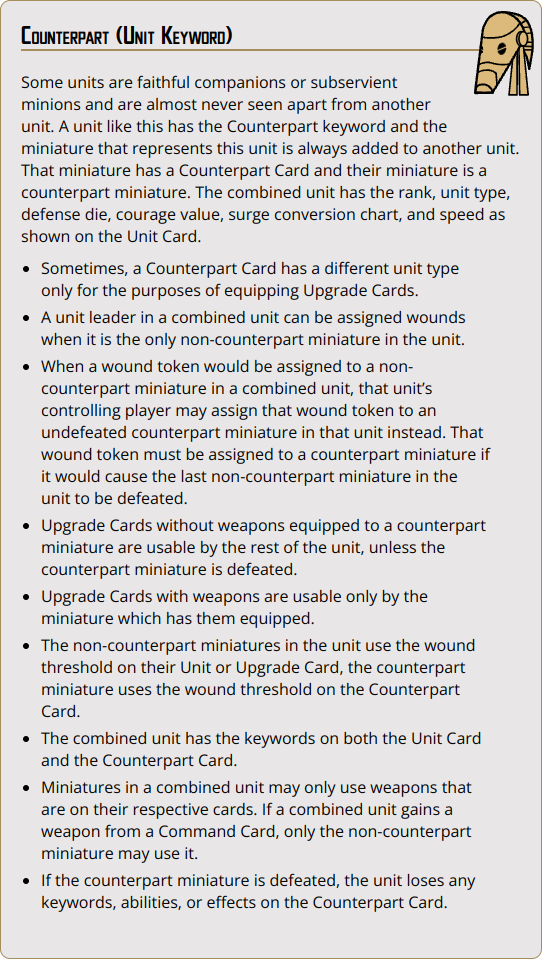 Counterpart (Unit Keyword)
Some units are faithful companions or subservient
minions and are almost never seen apart from another
unit. A unit like this has the Counterpart keyword and the
miniature that represents this unit is always added to another unit.
That miniature has a Counterpart Card and their miniature is a
counterpart miniature. The combined unit has the rank, unit type,
defense die, courage value, surge conversion chart, and speed as
shown on the Unit Card.
• Sometimes, a Counterpart Card has a different unit type
only for the purposes of equipping Upgrade Cards.
• A unit leader in a combined unit can be assigned wounds
when it is the only non-counterpart miniature in the unit.
• When a wound token would be assigned to a non-
counterpart miniature in a combined unit, that unit’s
controlling player may assign that wound token to an
undefeated counterpart miniature in that unit instead. That
wound token must be assigned to a counterpart miniature if
it would cause the last non-counterpart miniature in the
unit to be defeated.
• Upgrade Cards without weapons equipped to a counterpart
miniature are usable by the rest of the unit, unless the
counterpart miniature is defeated.
• Upgrade Cards with weapons are usable only by the
miniature which has them equipped.
• The non-counterpart miniatures in the unit use the wound
threshold on their Unit or Upgrade Card, the counterpart
miniature uses the wound threshold on the Counterpart
Card.
• The combined unit has the keywords on both the Unit Card
and the Counterpart Card.
• Miniatures in a combined unit may only use weapons that
are on their respective cards. If a combined unit gains a
weapon from a Command Card, only the non-counterpart
miniature may use it.
• If the counterpart miniature is defeated, the unit loses any
keywords, abilities, or effects on the Counterpart Card.